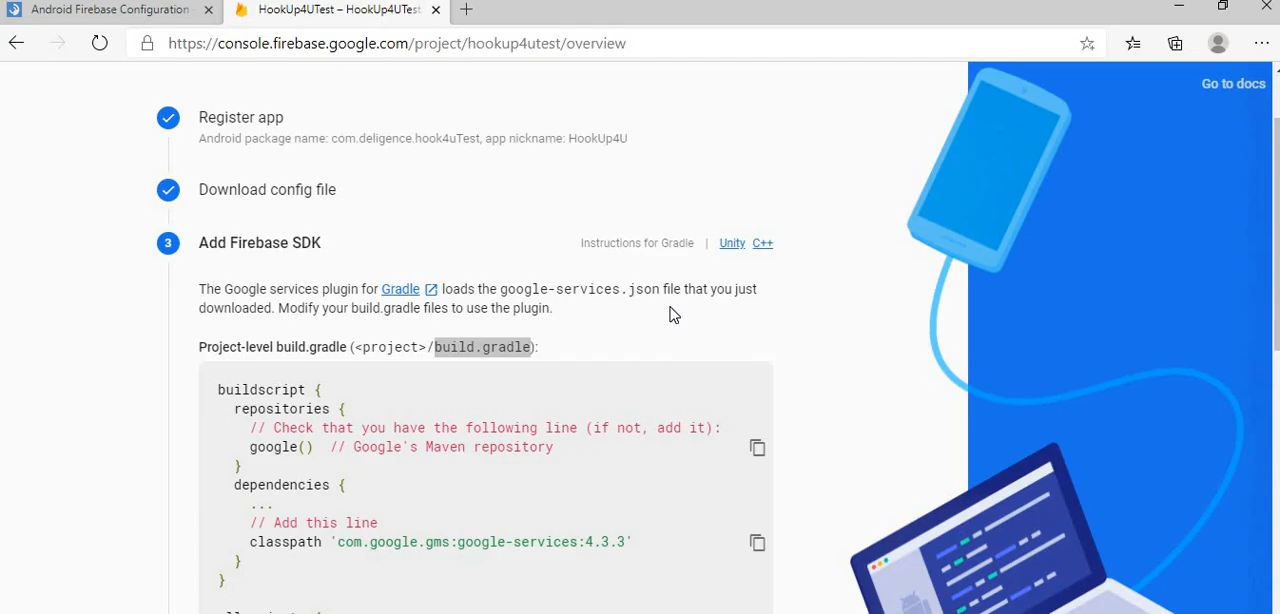 Android Firebase Configuration
HookUp4UTest – HookUp4UTest
https://console.firebase.google.com/project/hookup4utest/overview
Go to docs
Register app
Android package name: com.deligence.hook4uTest, app nickname: HookUp4U
Download config file
3 Add Firebase SDK Instructions for Gradle | Unity C++
The Google services plugin for Gradle loads the google-services.json file that you just
downloaded. Modify your build.gradle files to use the plugin.
Project-level build.gradle (<project>/build.gradle):
buildscript {
repositories {
// Check that you have the following line (if not, add it):
google() // Google's Maven repository
}
dependencies {
...
// Add this line
classpath 'com.google.gms:google-services:4.3.3'
}
}